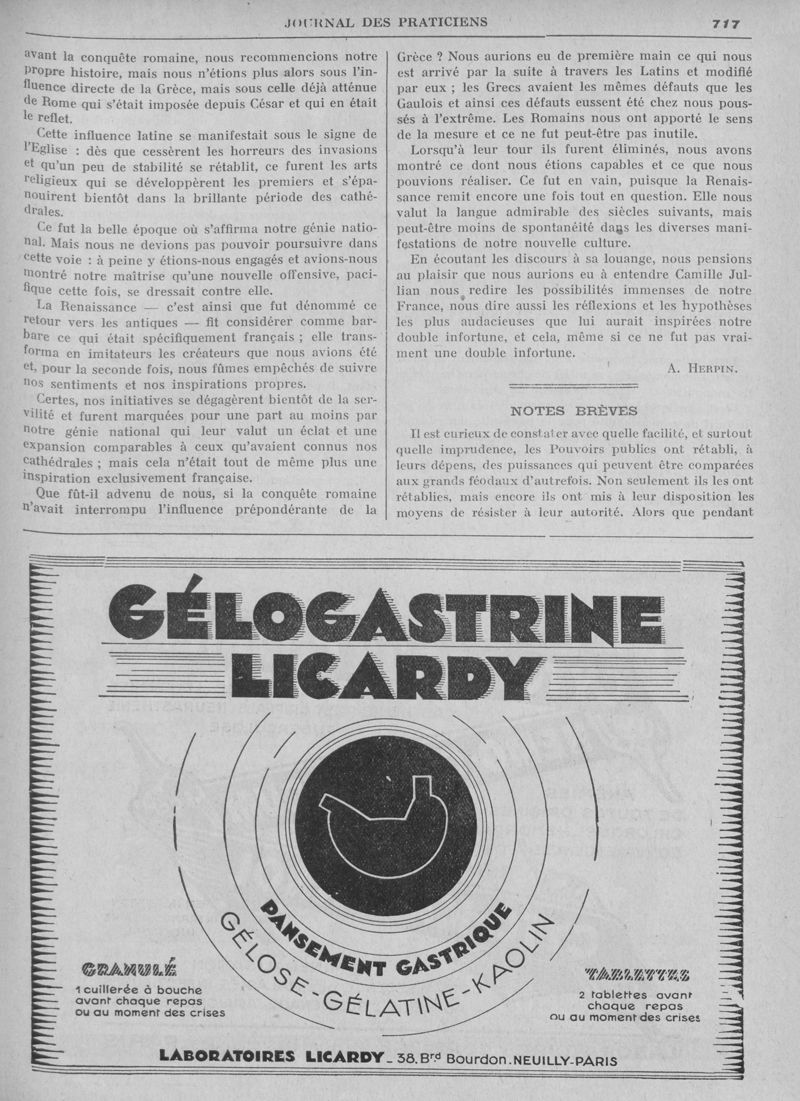 JOURNAL DES PRATICIENS 717
avant la conquête romaine, nous recommencions notre
propre histoire, mais nous n'étions plus alors sous l'in-
fluence directe de la Grèce, mais sous celle déjà atténue
de Rome qui s'était imposée depuis César et qui en était
le reflet.
Cette influence latine se manifestait sous le signe de
l'Eglise : dès que cessèrent les horreurs des invasions
et qu'un peu de stabilité se rétablit, ce furent les arts
religieux qui se développèrent les premiers et s'épa-
nouirent bientôt dans la brillante période des cathé-
drales.
Ce fut la belle époque où s'affirma notre génie natio-
nal. Mais nous ne devions pas pouvoir poursuivre dans
cette voie : à peine y étions-nous engagés et avions-nous
montré notre maîtrise qu'une nouvelle offensive, paci-
fique cette fois, se dressait contre elle.
La Renaissance — c'est ainsi que fut dénommé ce
retour vers les antiques — fit considérer comme bar-
bare ce qui était spécifiquement français ; elle trans-
forma en imitateurs les créateurs que nous avions été
et, pour la seconde fois, nous fûmes empêchés de suivre
nos sentiments et nos inspirations propres.
Certes, nos initiatives se dégagèrent bientôt de la ser-
vilité et furent marquées pour une part au moins par
notre génie national qui leur valut un éclat et une
expansion comparables à ceux qu'avaient connus nos
cathédrales ; mais cela n'était tout de même plus une
inspiration exclusivement française.
Que fût-il advenu de nous, si la conquête romaine
n'avait interrompu l'influence prépondérante de la
Grèce ? Nous aurions eu de première main ce qui nous
est arrivé par la suite à travers les Latins et modifié
par eux ; les Grecs avaient les mêmes défauts que les
Gaulois et ainsi ces défauts eussent été chez nous pous-
sés à l'extrême. Les Romains nous ont apporté le sens
de la mesure et ce ne fut peut-être pas inutile.
Lorsqu'à leur tour ils furent éliminés, nous avons
montré ce dont nous étions capables et ce que nous
pouvions réaliser. Ce fut en vain, puisque la Renais-
sance remit encore une fois tout en question. Elle nous
valut la langue admirable des siècles suivants, mais
peut-être moins de spontanéité dans les diverses mani-
festations de notre nouvelle culture.
En écoutant les discours à sa louange, nous pensions
au plaisir que nous aurions eu à entendre Camille Jul-
lian nous redire les possibilités immenses de notre
France, nous dire aussi les réflexions et les hypothèses
les plus audacieuses que lui aurait inspirées notre
double infortune, et cela, même si ce ne fut pas vrai-
ment une double infortune.
A. HERPIN.
NOTES BRÈVES
Il est curieux de constater avec quelle facilité, et surtout
quelle imprudence, les Pouvoirs publics ont rétabli, à
leurs dépens, des puissances qui peuvent être comparées
aux grands féodaux d'autrefois. Non seulement ils les ont
rétablies, mais encore ils ont mis à leur disposition les
moyens de résister à leur autorité. Alors que pendant
GÉLOGASTRINE
LICARDY
PANSEMENT GASTRIQUE
GÉLOSE-GÉLATINE-KAOLIN
GRANULÉ
1 cuillerée à bouche
avant chaque repas
ou au moment des crises
TABLETTES
2 tablettes avant
chaque repas
ou au moment des crises
LABORATOIRES LICARDY_ 38, Brd Bourdon. NEUILLY-PARIS